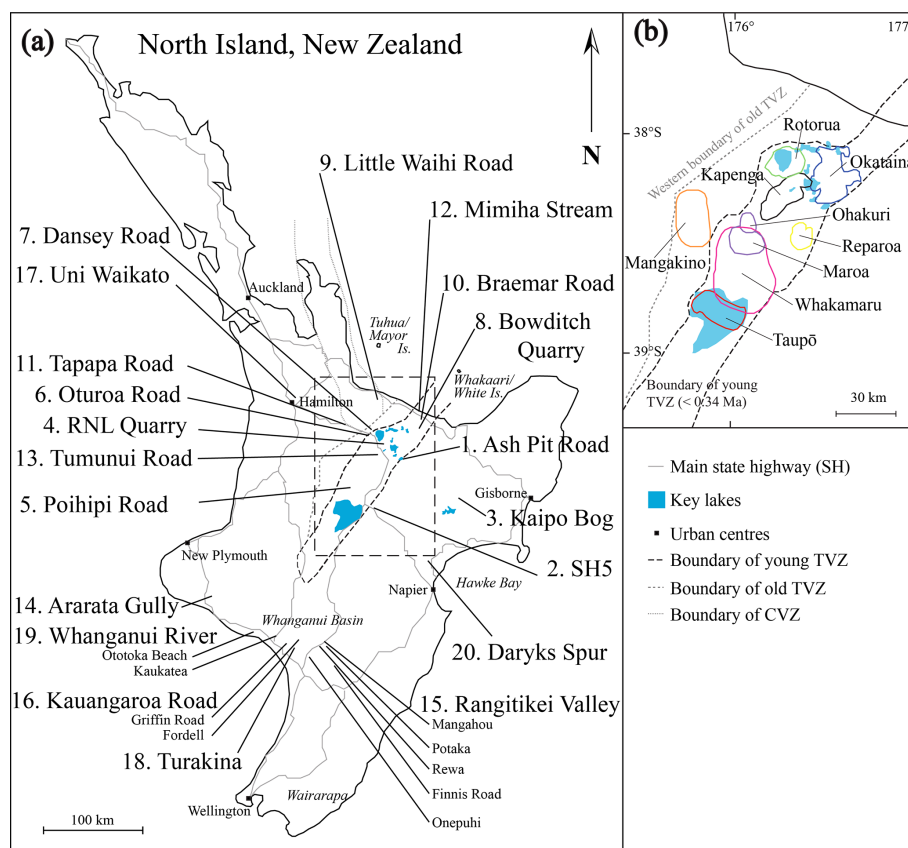 (a)
North Island, New Zealand
N
9. Little Waihi Road
12. Mimiha Stream
7. Dansey Road
17. Uni Waikato
10. Braemar Road
Auckland
8. Bowditch
Quarry
Tuhua/
Mayor
Is.
11. Tapapa Road
Whakaari/
White Is.
6. Oturoa Road
Hamilton
4. RNL Quarry
1. Ash Pit Road
13. Tumunui Road
Gisborne
5. Poihipi Road
3. Kaipo Bog
New Plymouth
2. SH5
Napier
Hawke Bay
14. Ararata Gully
Whanganui Basin
19. Whanganui River
Ototoka Beach
Kaukatea
20. Daryks Spur
16. Kauangaroa Road
15. Rangitikei Valley
Griffin Road
Fordell
Mangahou
Potaka
18. Turakina
Rewa
Finnis Road
Wellington
Wairarapa
Onepuhi
100 km
(b)
176°
177
38°S
Western boundary of old TVZ
Rotorua
Kapenga
Okataina
Ohakuri
Mangakino
Reparoa
Maroa
Whakamaru
Taupō
39°S
Boundary of young
TVZ (< 0.34 Ma)
30 km
Main state highway (SH)
Key lakes
Urban centres
Boundary of young TVZ
Boundary of old TVZ
Boundary of CVZ